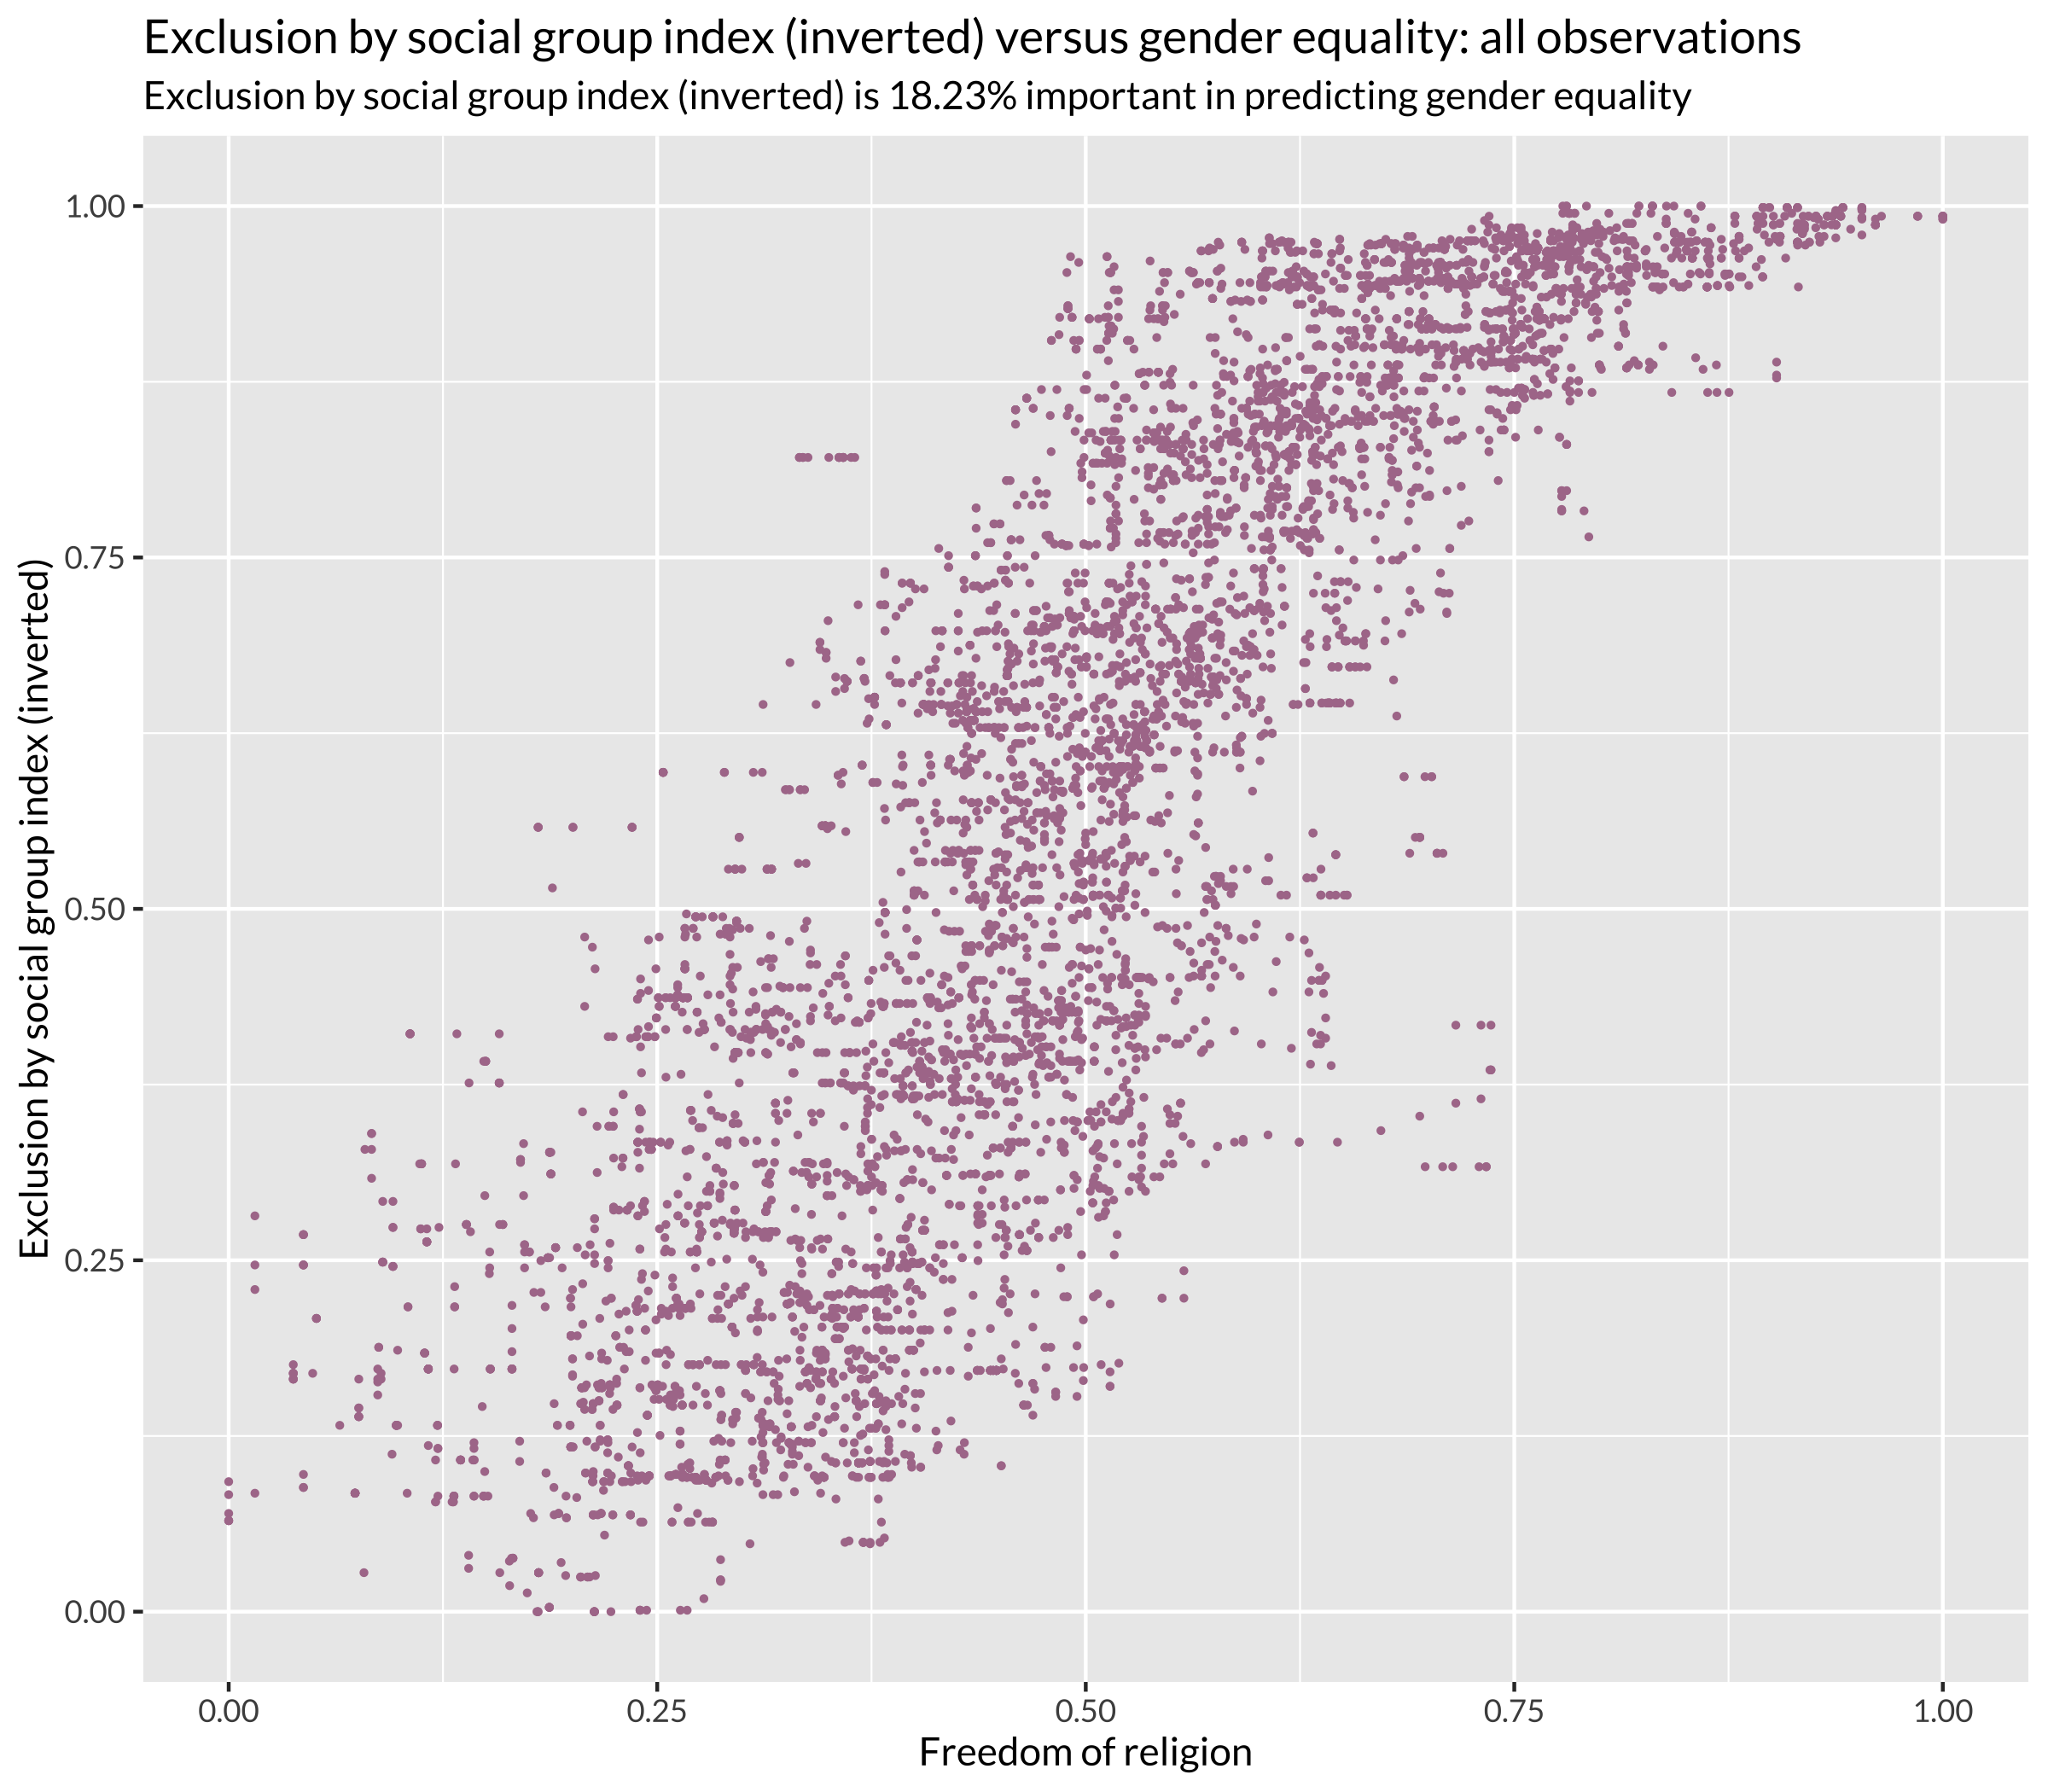 Exclusion by social group index (inverted) versus gender equality: all observations
Exclusion by social group index (inverted) is 18.23% important in predicting gender equality
Exclusion by social group index (inverted)
1.00
0.75
0.50
0.25
0.00
0.00 0.25 0.50 0.75 1.00
Freedom of religion